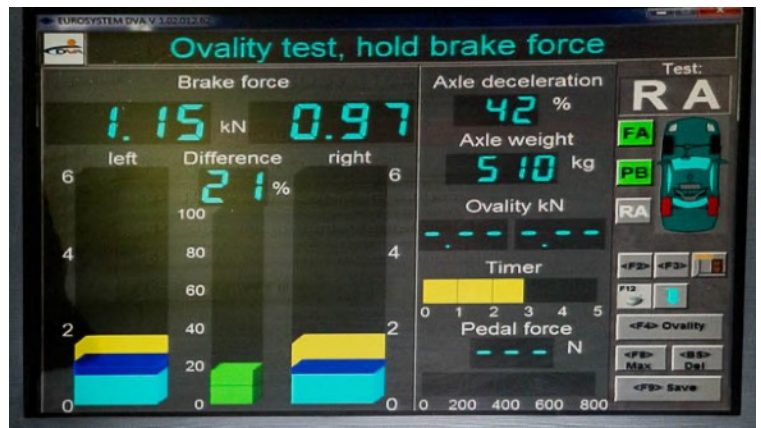 EUROSYSTEM DVA V 1.02.012.62
DVA
Ovality test, hold brake force
Brake force
1.15 kN 0.97
left Difference right
21 %
6 100 6
80
4 4
60
2 40 2
20
0 0 0
Axle deceleration
42 %
Axle weight
510 kg
Ovality kN
-.-- -.--
Timer
0 1 2 3 4 5
Pedal force
--- N
0 200 400 600 800
Test:
RA
FA
PB
RA
<F2> <F3>
F12
<F4> Ovality
<F8> Max <BS> Del
<F9> Save